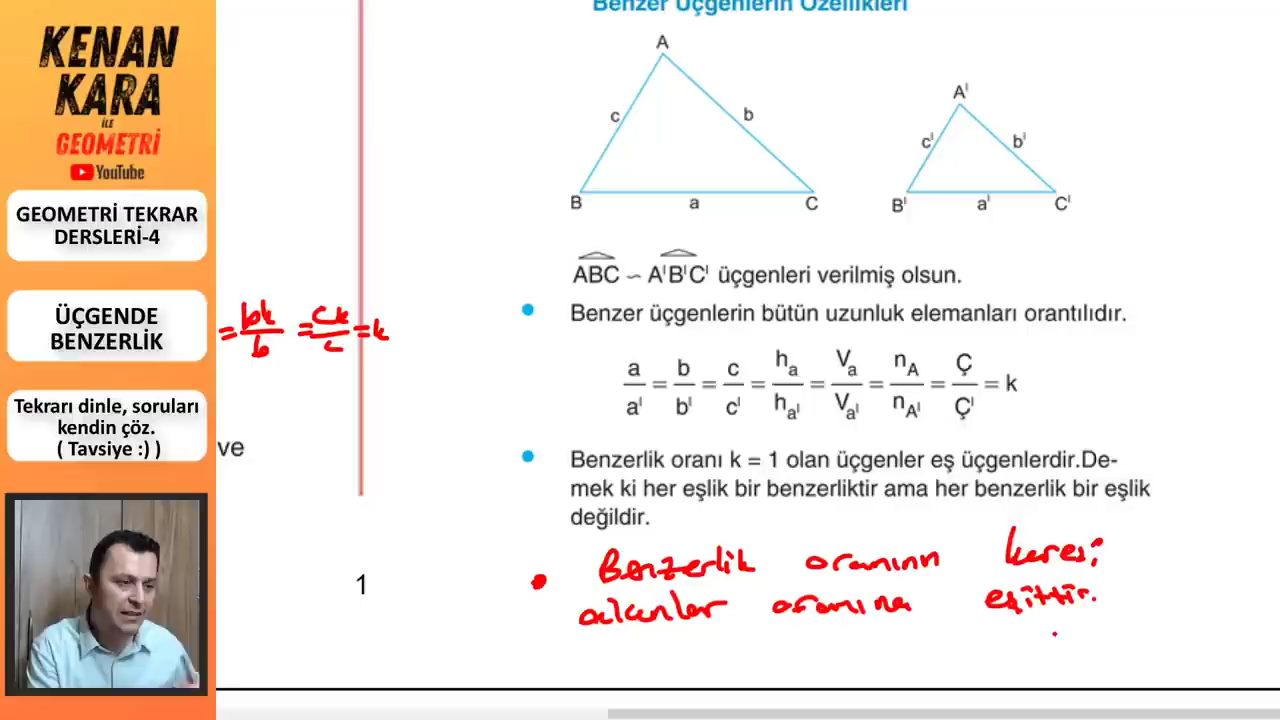 KENAN
KARA
İLE
GEOMETRİ
YouTube
GEOMETRİ TEKRAR
DERSLERİ-4
ÜÇGENDE
BENZERLİK
Tekrarı dinle, soruları
kendin çöz.
( Tavsiye :) )
= bk/b = ck/c = k
ve
1
Benzer Üçgenlerin Özellikleri
A
c
b
B
a
C
A'
c'
b'
B'
a'
C'
ABC ∽ A'B'C' üçgenleri verilmiş olsun.
• Benzer üçgenlerin bütün uzunluk elemanları orantılıdır.
a/a' = b/b' = c/c' = h_a/h_a' = V_a/V_a' = n_A/n_A' = Ç/Ç' = k
• Benzerlik oranı k = 1 olan üçgenler eş üçgenlerdir.De-
mek ki her eşlik bir benzerliktir ama her benzerlik bir eşlik
değildir.
• Benzerlik oranının karesi
alanlar oranına eşittir.